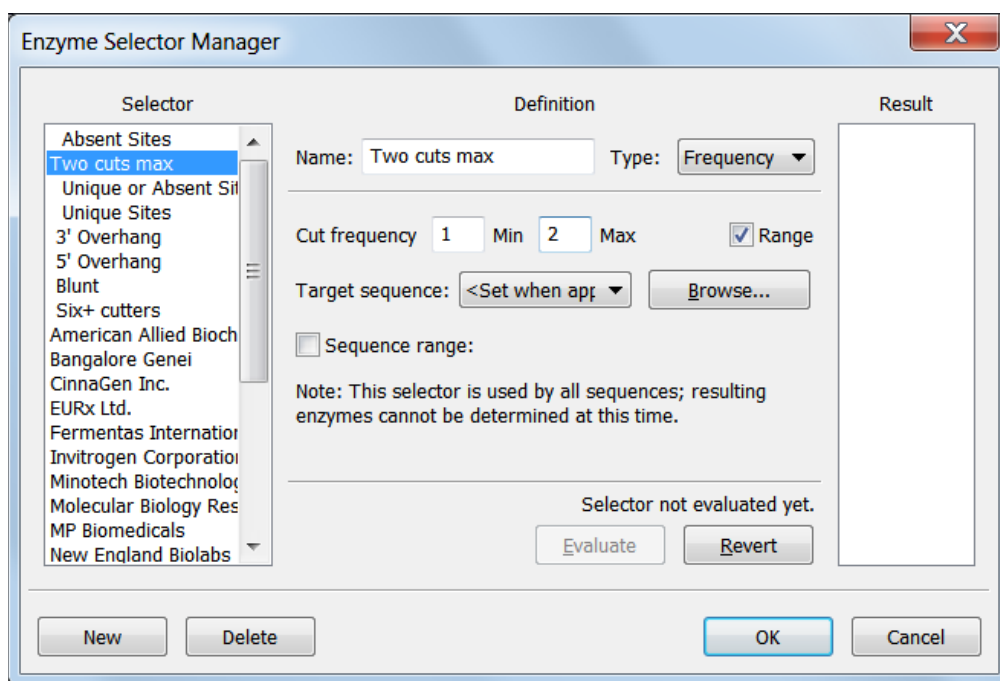 Enzyme Selector Manager
Selector
Definition
Result
Absent Sites
Two cuts max
Unique or Absent Sit
Unique Sites
3' Overhang
5' Overhang
Blunt
Six+ cutters
American Allied Bioch
Bangalore Genei
CinnaGen Inc.
EURx Ltd.
Fermentas Internation
Invitrogen Corporation
Minotech Biotechnolog
Molecular Biology Res
MP Biomedicals
New England Biolabs
Name: Two cuts max Type: Frequency
Cut frequency 1 Min 2 Max Range
Target sequence: <Set when app Browse...
Sequence range:
Note: This selector is used by all sequences; resulting
enzymes cannot be determined at this time.
Selector not evaluated yet.
Evaluate Revert
New Delete OK Cancel